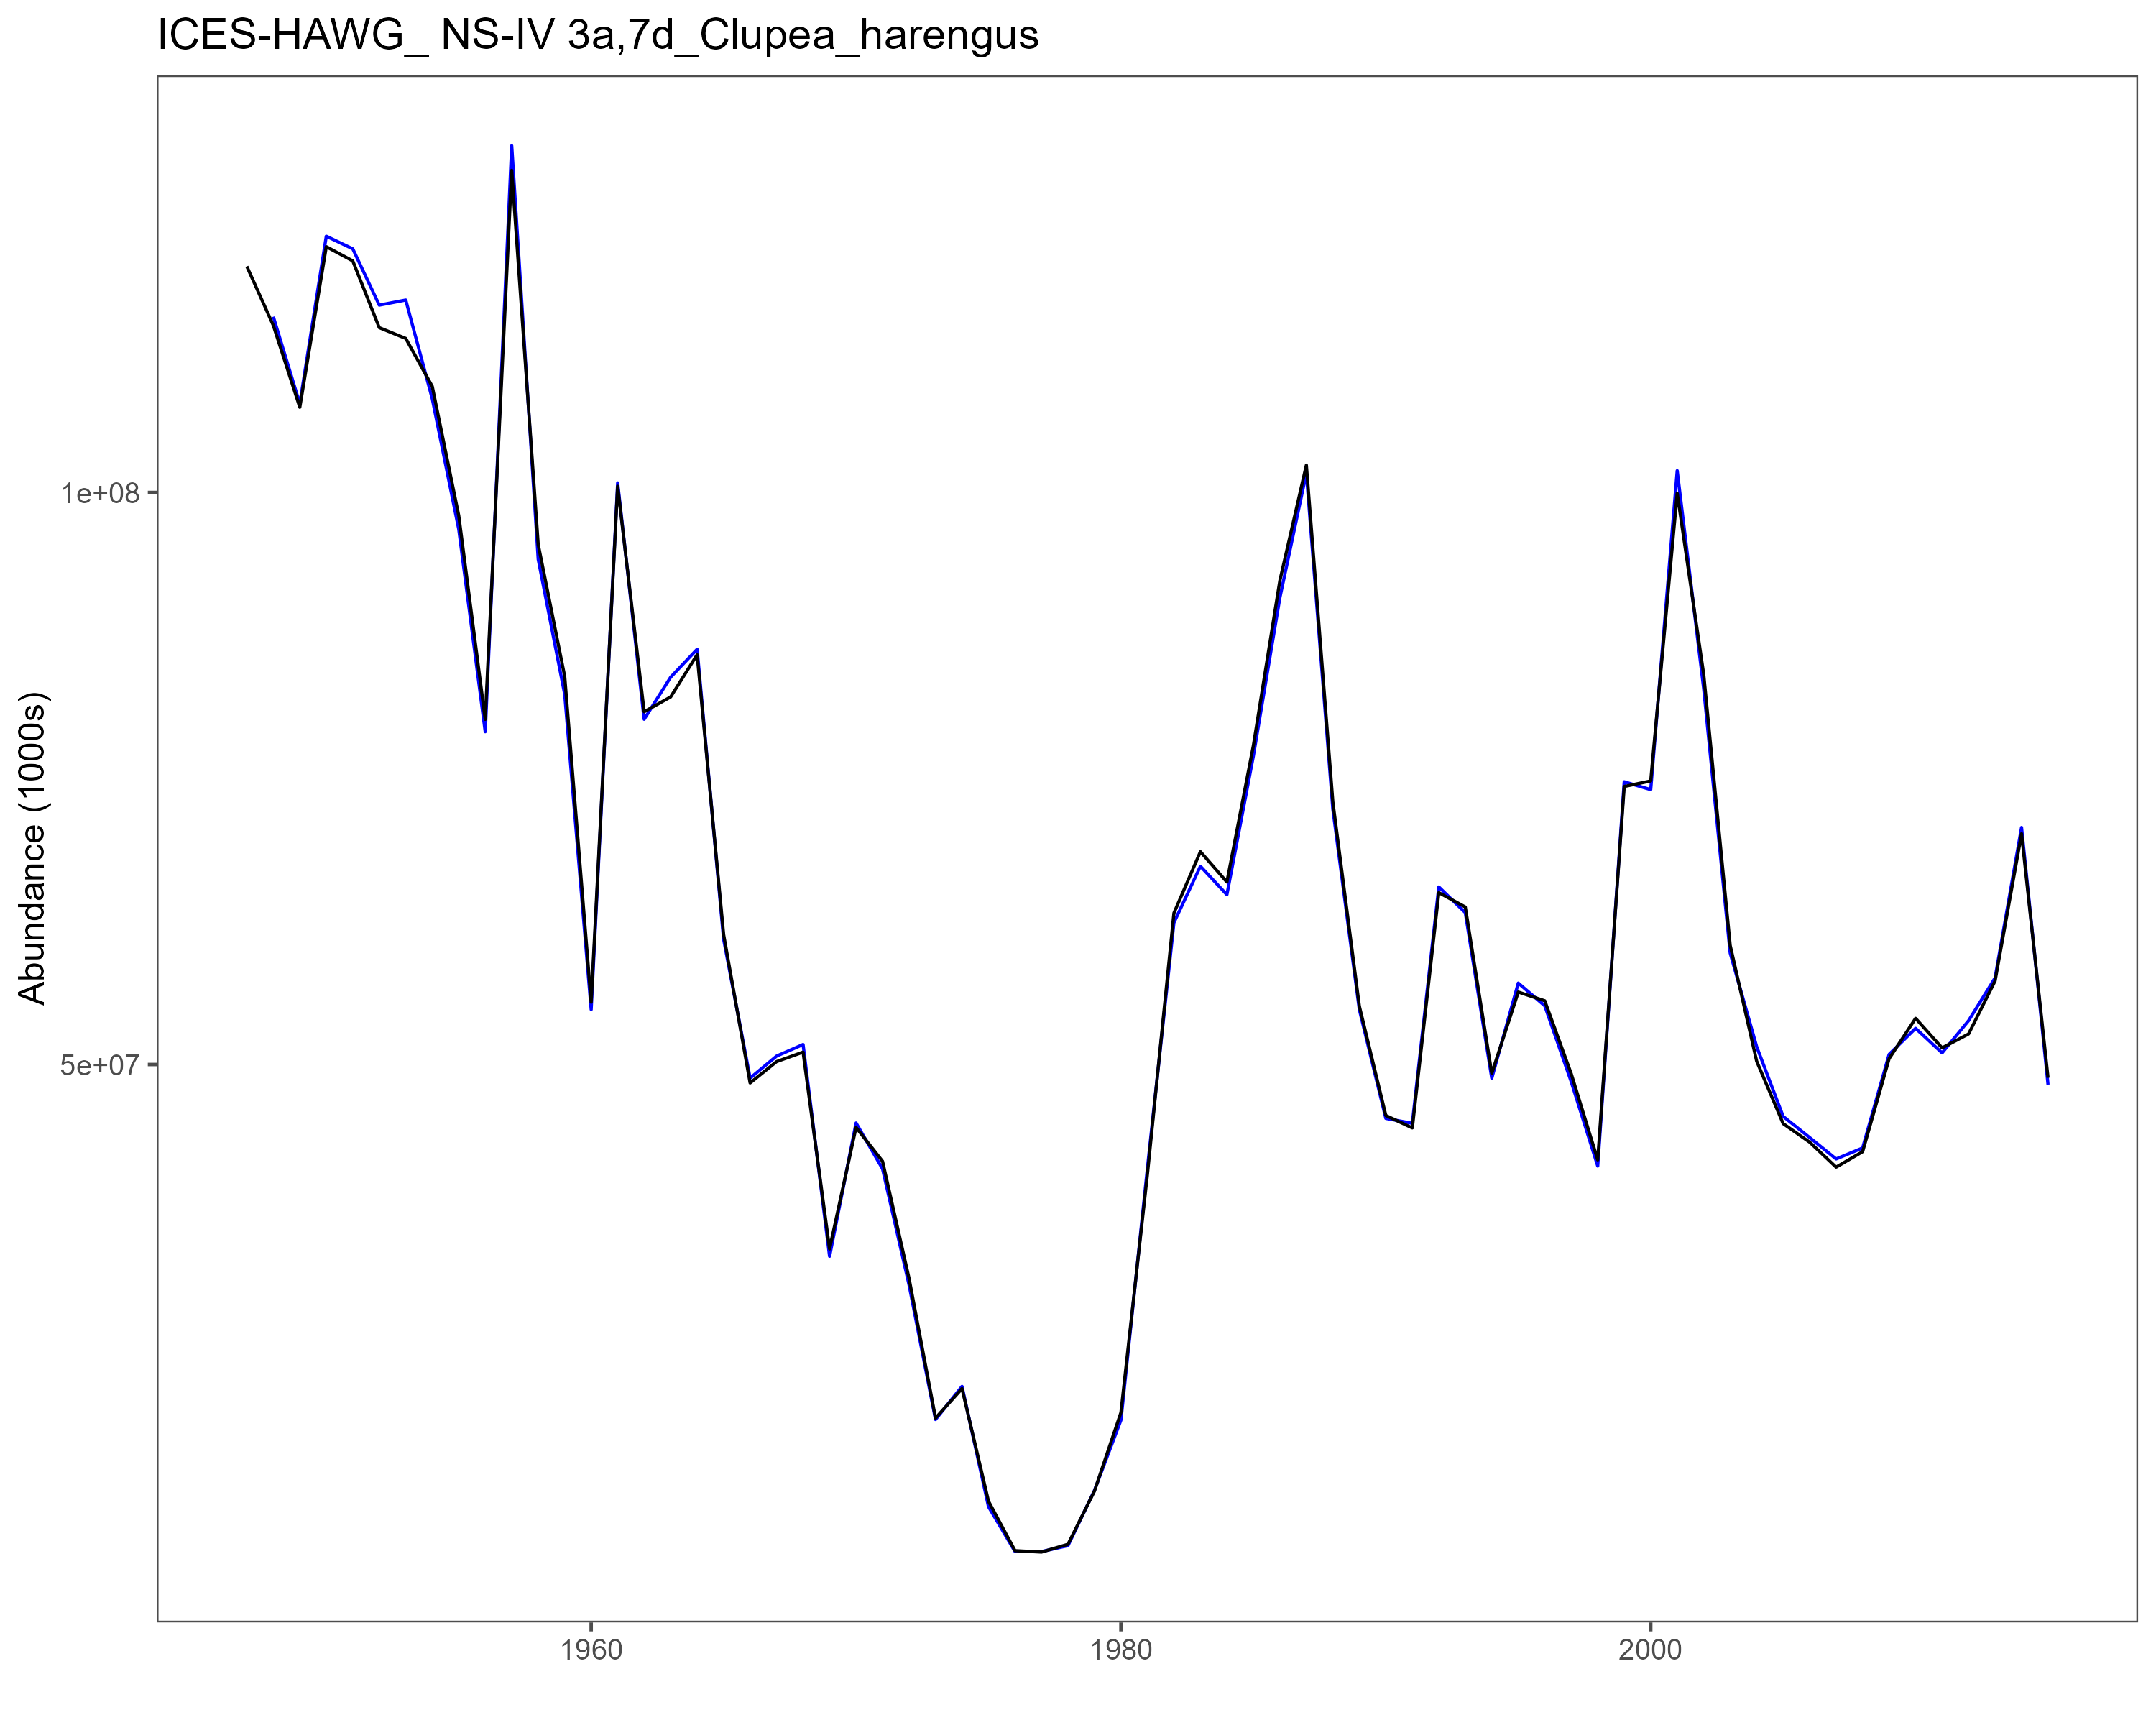 ICES-HAWG_ NS-IV 3a,7d_Clupea_harengus
Abundance (1000s)
1e+08
5e+07
1960
1980
2000